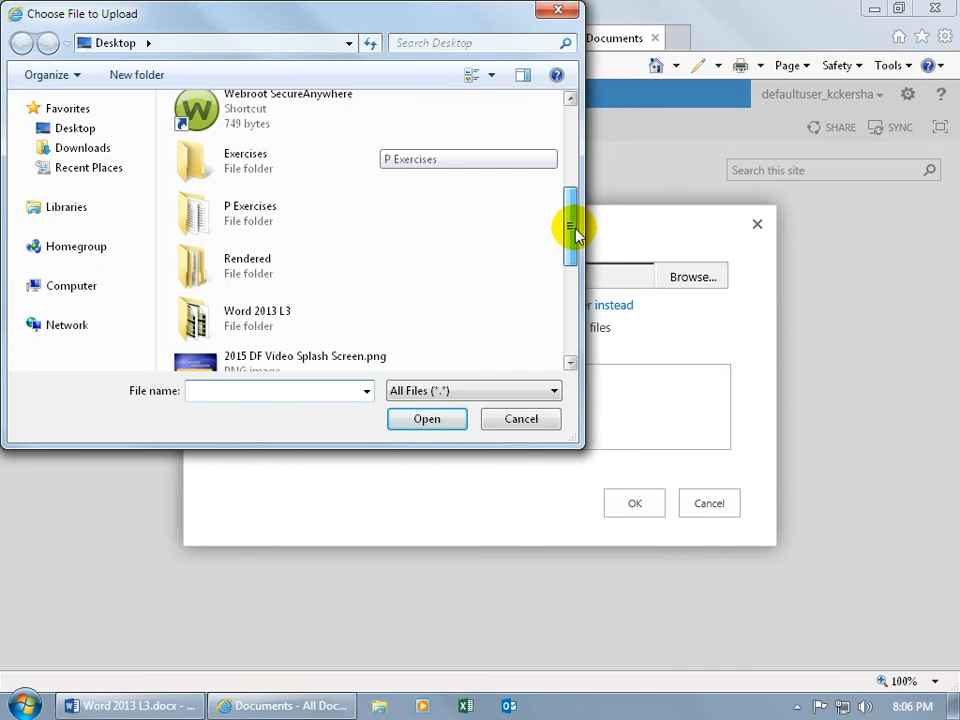 Choose File to Upload
Desktop
Search Desktop
Organize
New folder
Webroot SecureAnywhere
Shortcut
749 bytes
Exercises
File folder
P Exercises
P Exercises
File folder
Rendered
File folder
Word 2013 L3
File folder
2015 DF Video Splash Screen.png
PNG image
Favorites
Desktop
Downloads
Recent Places
Libraries
Homegroup
Computer
Network
File name:
All Files (*.*)
Open
Cancel
Documents
Page
Safety
Tools
defaultuser_kckersha
SHARE
SYNC
Search this site
Browse...
r instead
files
OK
Cancel
100%
Word 2013 L3.docx - ...
Documents - All Doc...
8:06 PM